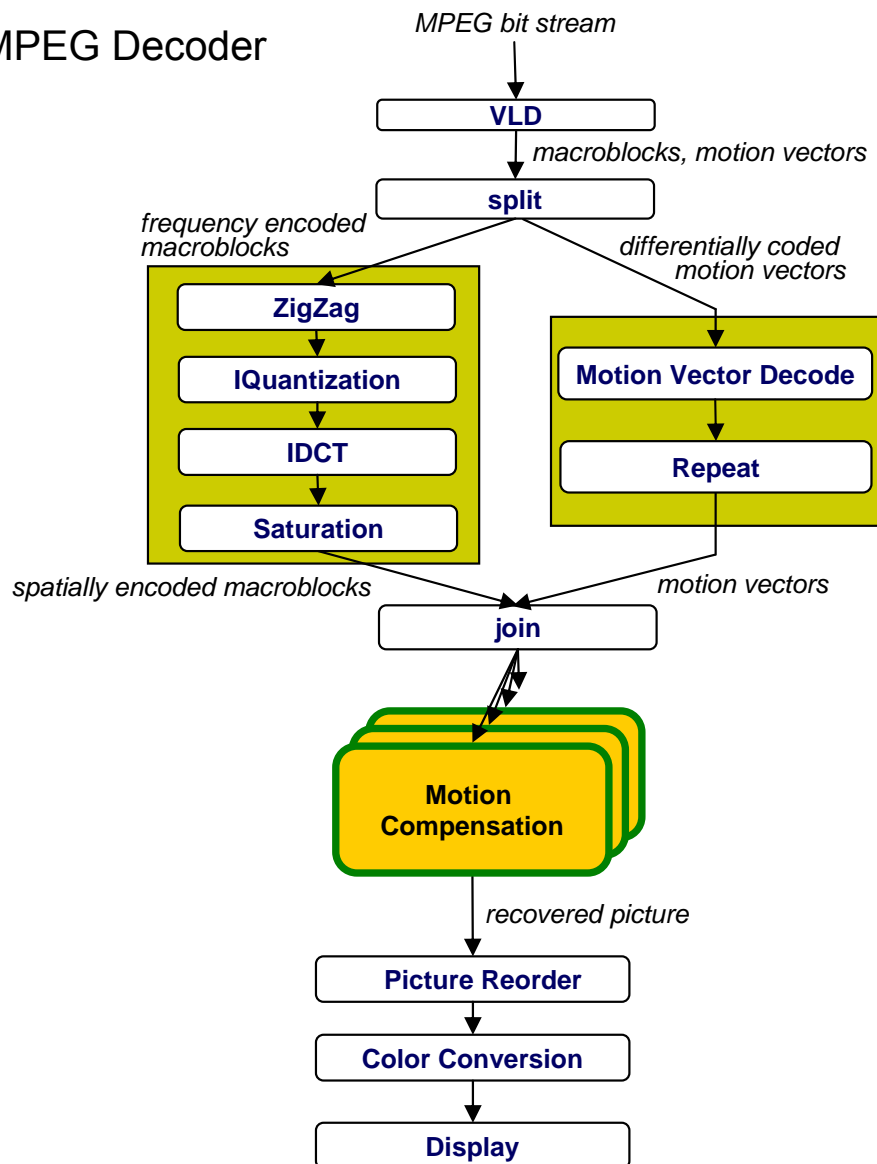 MPEG Decoder
MPEG bit stream
VLD
macroblocks, motion vectors
split
frequency encoded
macroblocks
differentially coded
motion vectors
ZigZag
IQuantization
IDCT
Saturation
Motion Vector Decode
Repeat
spatially encoded macroblocks
motion vectors
join
Motion
Compensation
recovered picture
Picture Reorder
Color Conversion
Display